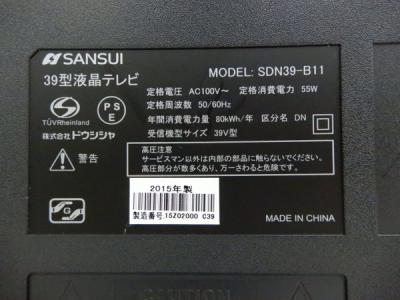 SANSUI
MODEL: SDN39-B11
39型液晶テレビ
定格電圧 AC100V～ 定格消費電力 55W
定格周波数 50/60Hz
年間消費電力量 80kWh/年 区分名 DN
受信機型サイズ 39V型
TÜVRheinland
PSE
株式会社ドウシシャ
警告
高圧注意
サービスマン以外は内部の部品に触らないでください。
高圧部分が数多くあり、万一さわると危険です。
2015年製
製造番号:15Z02000 C39
G
MADE IN CHINA
CAUTION